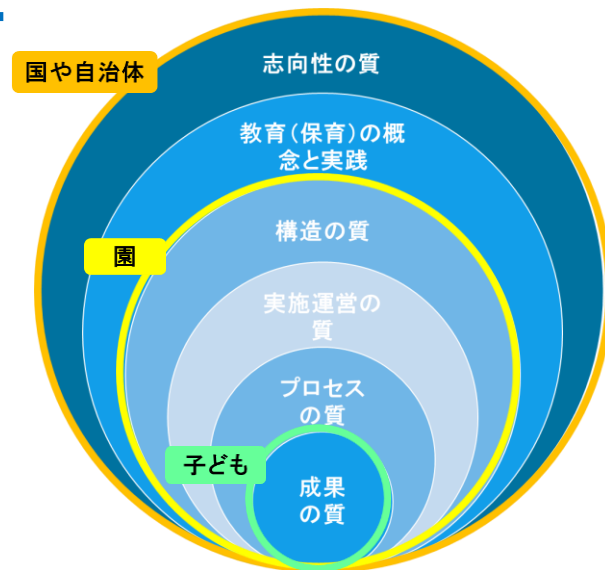 国や自治体
志向性の質
教育(保育)の概
念と実践
園
構造の質
実施運営の
質
プロセス
の質
子ども
成果
の質